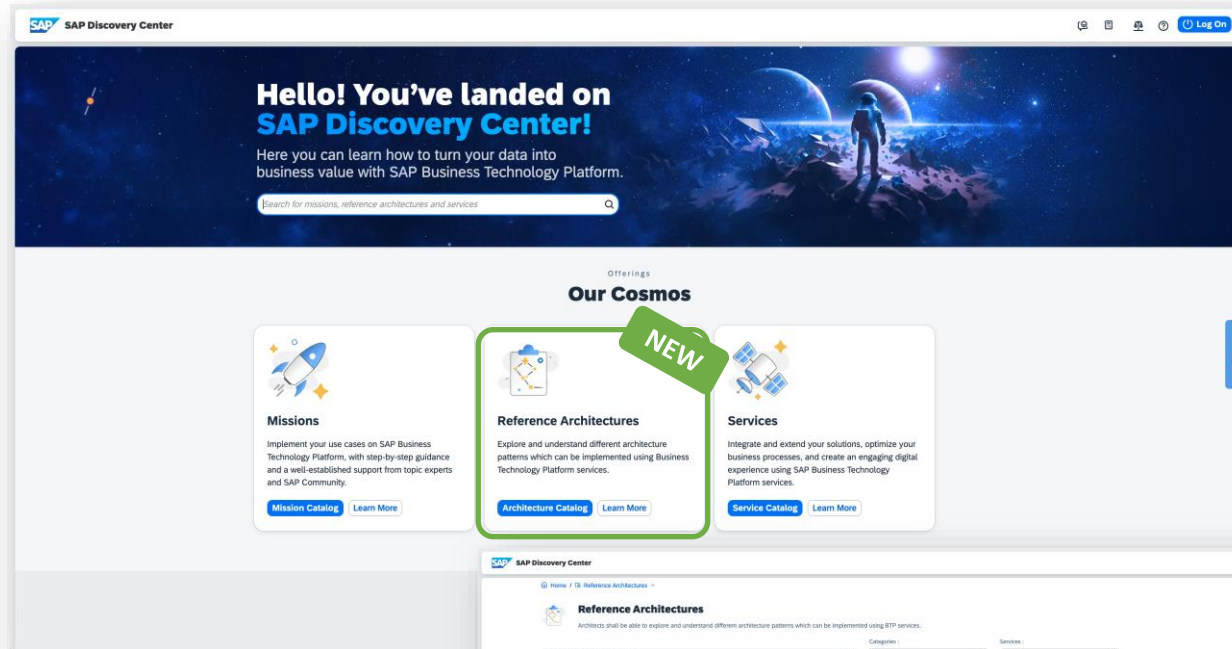 SAP SAP Discovery Center
Log On
Hello! You've landed on
SAP Discovery Center!
Here you can learn how to turn your data into
business value with SAP Business Technology Platform.
Search for missions, reference architectures and services
Offerings
Our Cosmos
NEW
Missions
Implement your use cases on SAP Business
Technology Platform, with step-by-step guidance
and a well-established support from topic experts
and SAP Community.
Mission Catalog Learn More
Reference Architectures
Explore and understand different architecture
patterns which can be implemented using Business
Technology Platform services.
Architecture Catalog Learn More
Services
Integrate and extend your solutions, optimize your
business processes, and create an engaging digital
experience using SAP Business Technology
Platform services.
Service Catalog Learn More
SAP SAP Discovery Center
Home / Reference Architectures
Reference Architectures
Architects shall be able to explore and understand different architecture patterns which can be implemented using BTP services.
Categories : Services :